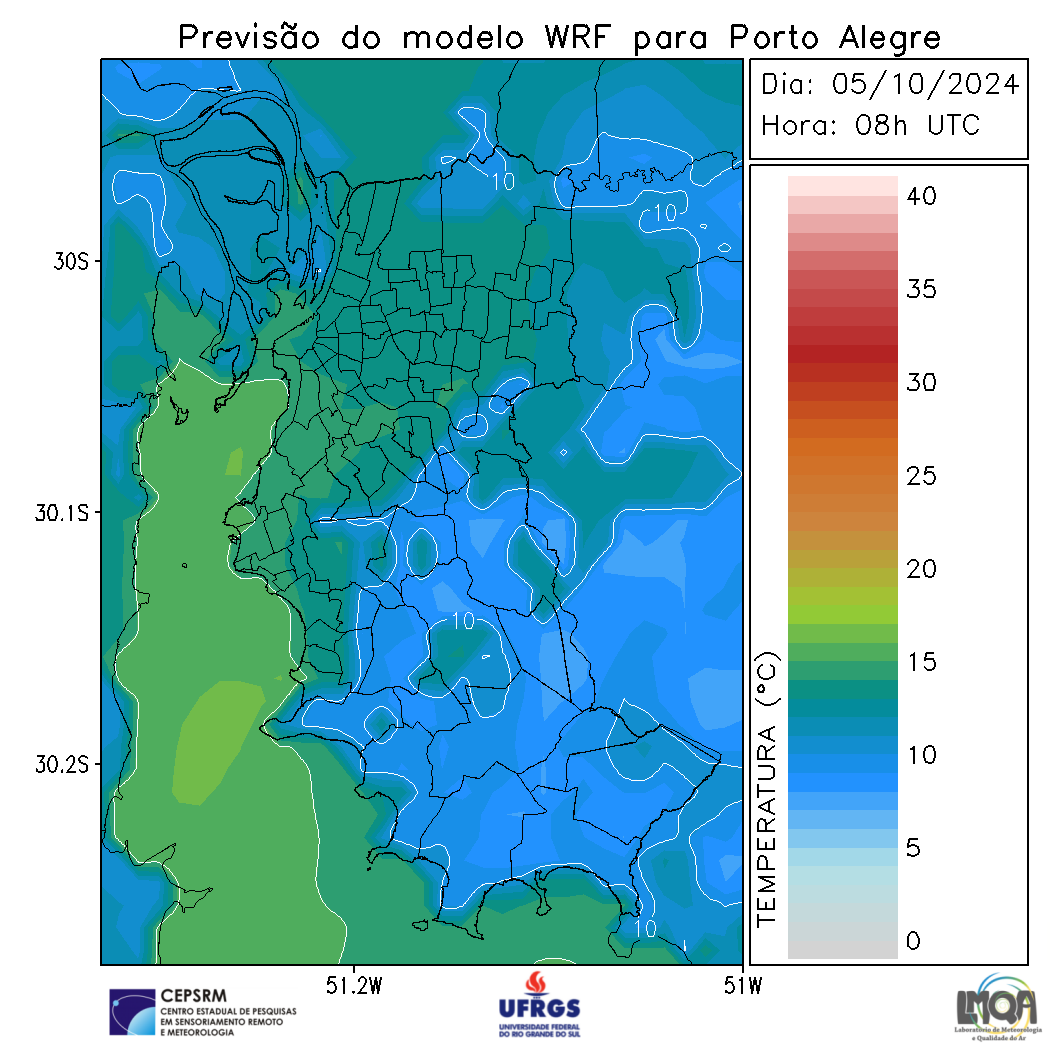 Previsão do modelo WRF para Porto Alegre
Dia: 05/10/2024
Hora: 08h UTC
10
10
30S
30.1S
10
30.2S
10
51.2W
51W
40
35
30
25
20
15
10
5
0
TEMPERATURA (°C)
CEPSRM
CENTRO ESTADUAL DE PESQUISAS
EM SENSORIAMENTO REMOTO
E METEOROLOGIA
UFRGS
UNIVERSIDADE FEDERAL
DO RIO GRANDE DO SUL
LMQA
Laboratório de Meteorologia
e Qualidade do Ar